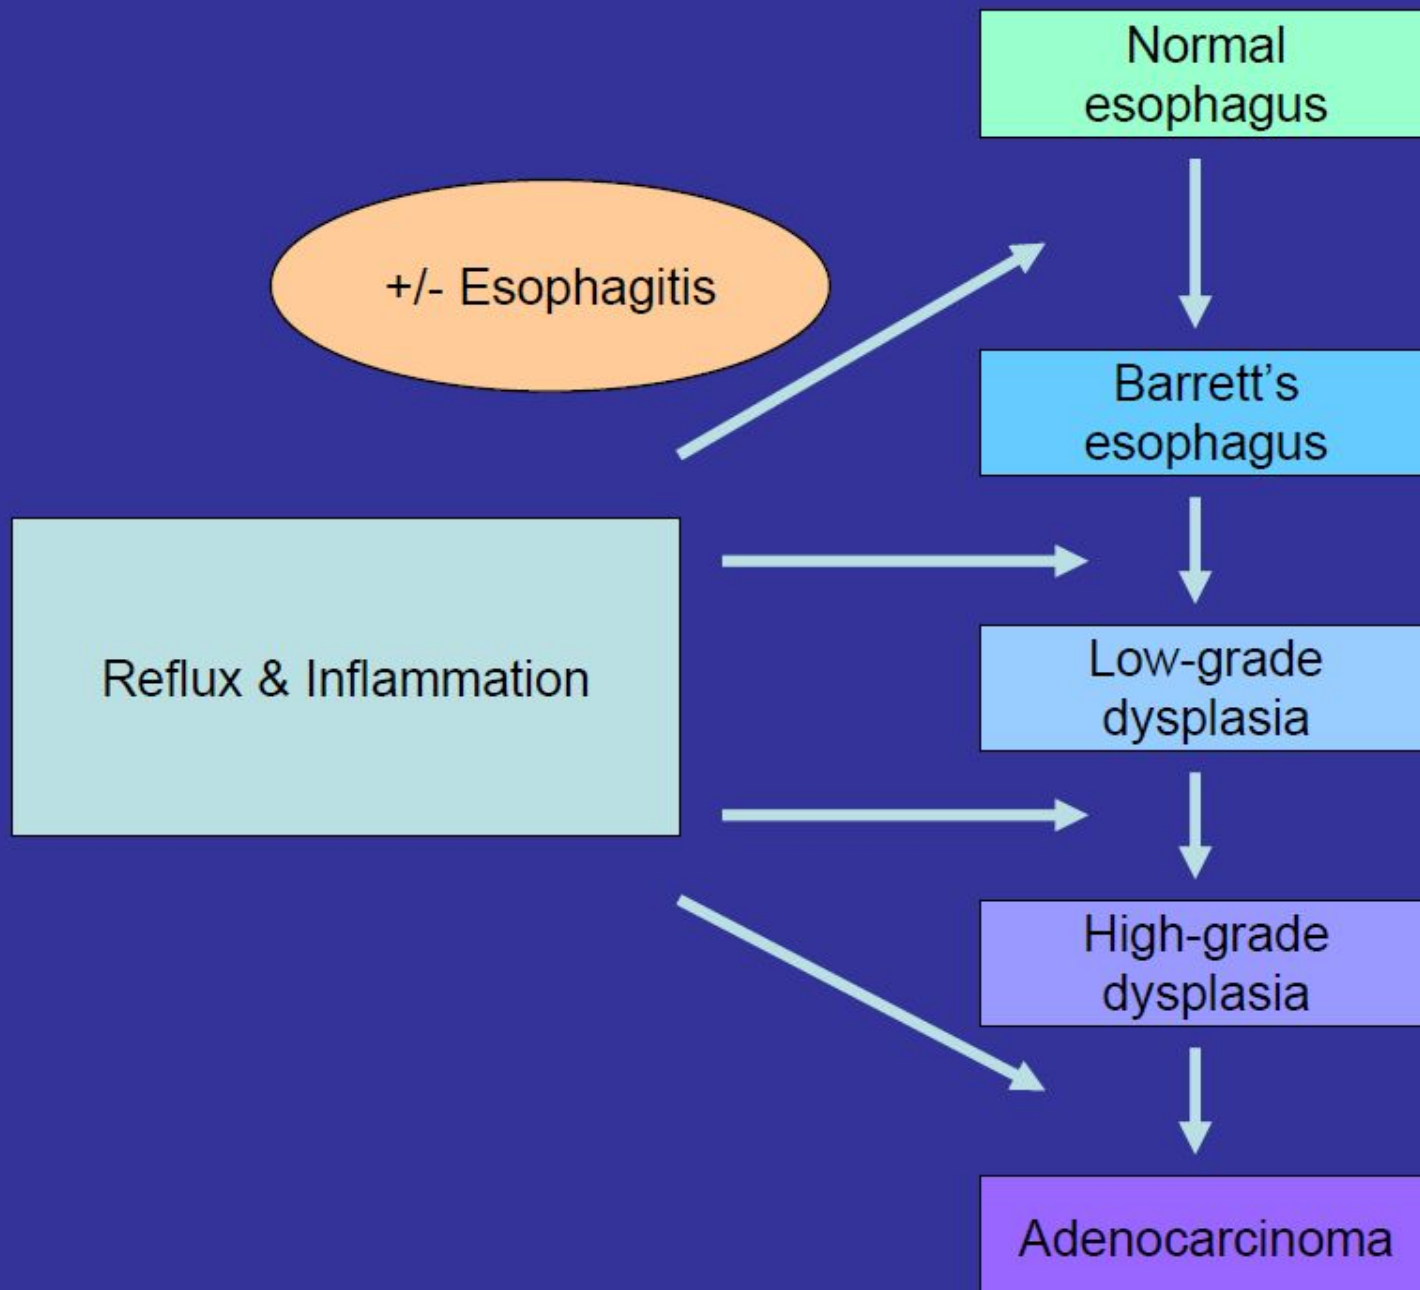 Normal
esophagus
+/- Esophagitis
Barrett’s
esophagus
Reflux & Inflammation
Low-grade
dysplasia
High-grade
dysplasia
Adenocarcinoma